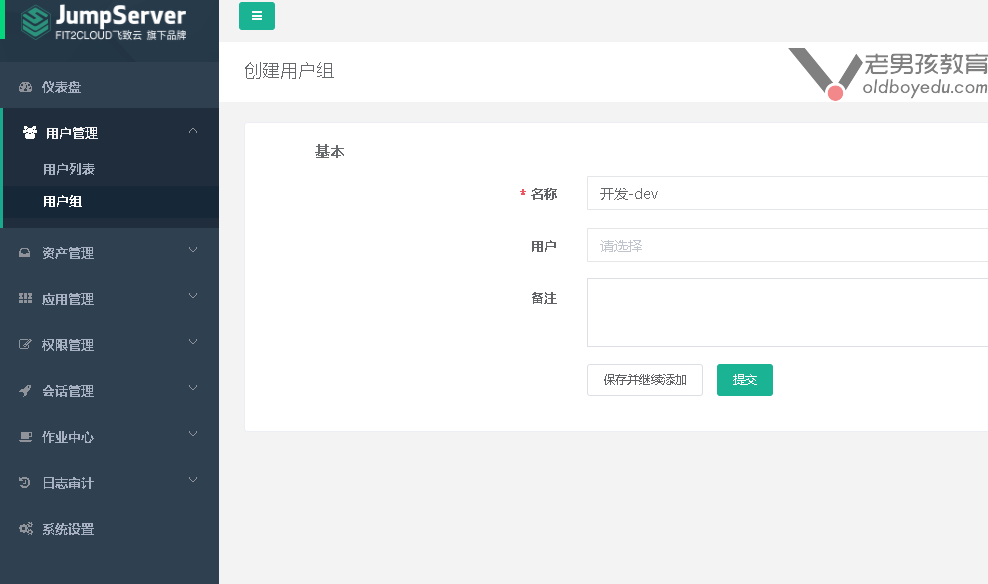 JumpServer
FIT2CLOUD飞致云 旗下品牌
仪表盘
用户管理
用户列表
用户组
资产管理
应用管理
权限管理
会话管理
作业中心
日志审计
系统设置
创建用户组
老男孩教育
oldboyedu.com
基本
* 名称
开发-dev
用户
请选择
备注
保存并继续添加
提交